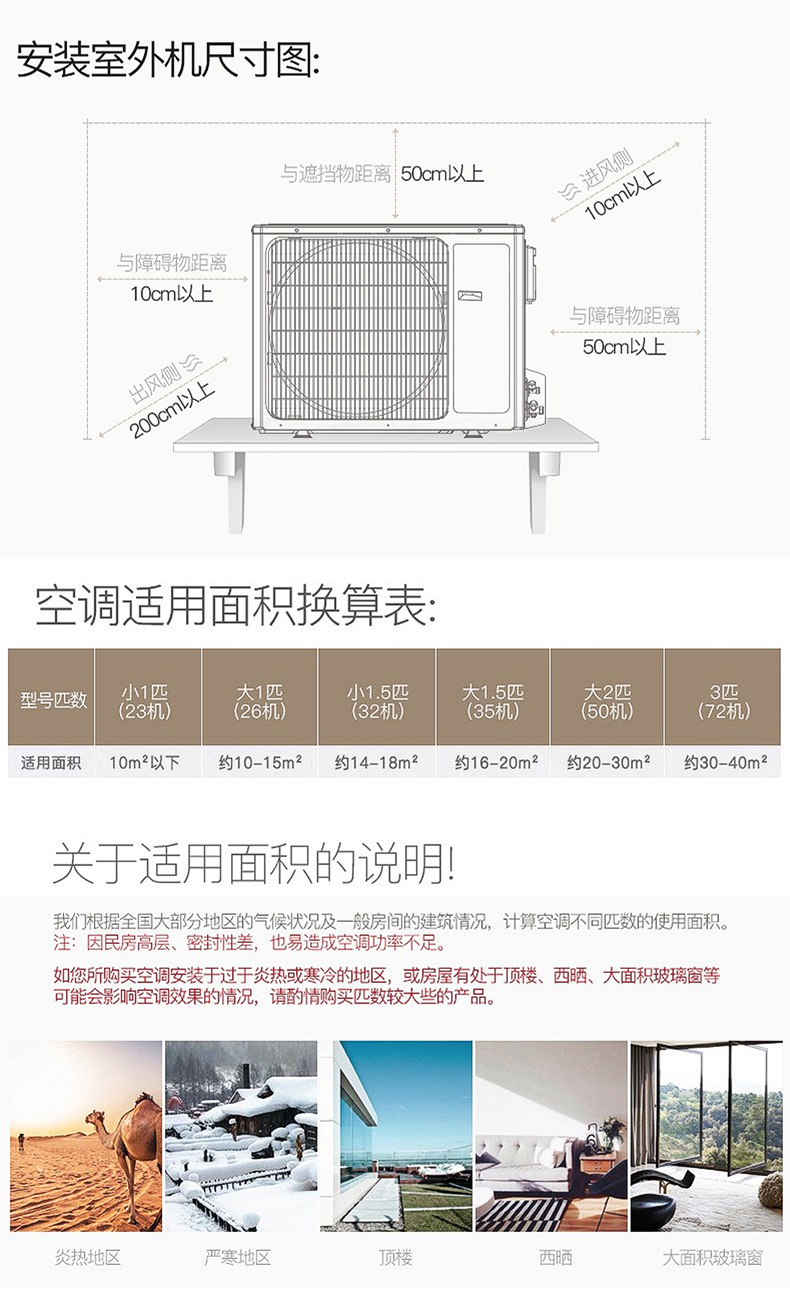 安装室外机尺寸图:
与遮挡物距离 50cm以上
进风侧
10cm以上
与障碍物距离
10cm以上
与障碍物距离
50cm以上
出风侧
200cm以上
空调适用面积换算表:
型号匹数 小1匹 大1匹 小1.5匹 大1.5匹 大2匹 3匹
(23机) (26机) (32机) (35机) (50机) (72机)
适用面积 10m²以下 约10-15m² 约14-18m² 约16-20m² 约20-30m² 约30-40m²
关于适用面积的说明!
我们根据全国大部分地区的气候状况及一般房间的建筑情况，计算空调不同匹数的使用面积。
注：因民房高层、密封性差，也易造成空调功率不足。
如您所购买空调安装于过于炎热或寒冷的地区，或房屋有处于顶楼、西晒、大面积玻璃窗等
可能会影响空调效果的情况，请酌情购买匹数较大些的产品。
炎热地区 严寒地区 顶楼 西晒 大面积玻璃窗